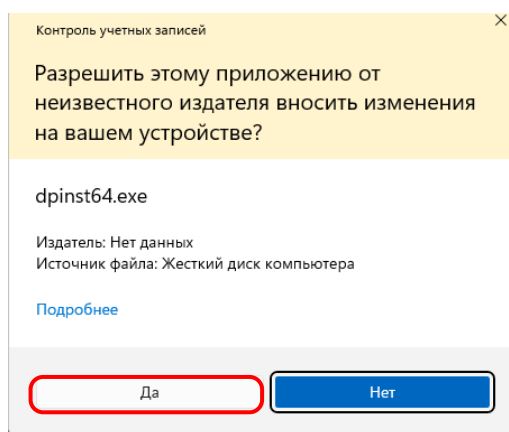 Контроль учетных записей
Разрешить этому приложению от
неизвестного издателя вносить изменения
на вашем устройстве?
dpinst64.exe
Издатель: Нет данных
Источник файла: Жесткий диск компьютера
Подробнее
Да
Нет